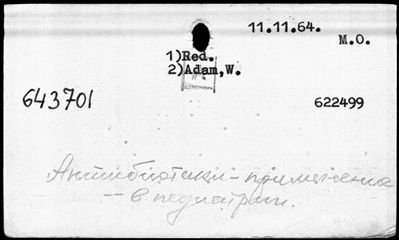 11.11.64.
M.O.
1)Red.
2)Adam,W.
643701
622499
Антибиотики – применение
– в педиатрии.